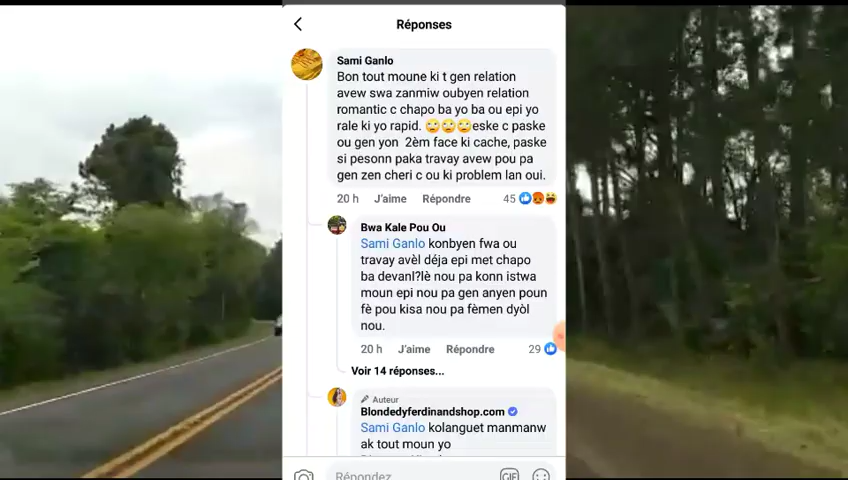 Réponses
Sami Ganlo
Bon tout moune ki t gen relation
avew swa zanmiw oubyen relation
romantic c chapo ba yo ba ou epi yo
rale ki yo rapid. 🙄🙄🙄eske c paske
ou gen yon 2èm face ki cache, paske
si pesonn paka travay avew pou pa
gen zen cheri c ou ki problem lan oui.
20 h J'aime Répondre 45
Bwa Kale Pou Ou
Sami Ganlo konbyen fwa ou
travay avèl déja epi met chapo
ba devanl?lè nou pa konn istwa
moun epi nou pa gen anyen poun
fè pou kisa nou pa fèmen dyòl
nou.
20 h J'aime Répondre 29
Voir 14 réponses...
Auteur
Blondedyferdinandshop.com
Sami Ganlo kolanguet manmanw
ak tout moun yo
Répondez
GIF